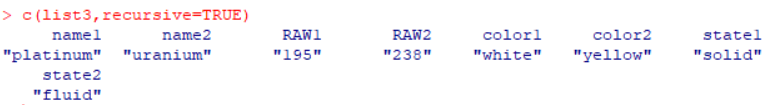 > c(list3,recursive=TRUE)
name1 name2 RAW1 RAW2 color1 color2 state1
"platinum" "uranium" "195" "238" "white" "yellow" "solid"
state2
"fluid"